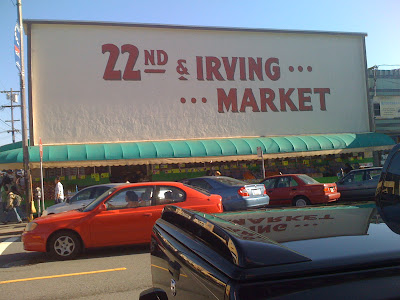 22ND & IRVING ...
... MARKET